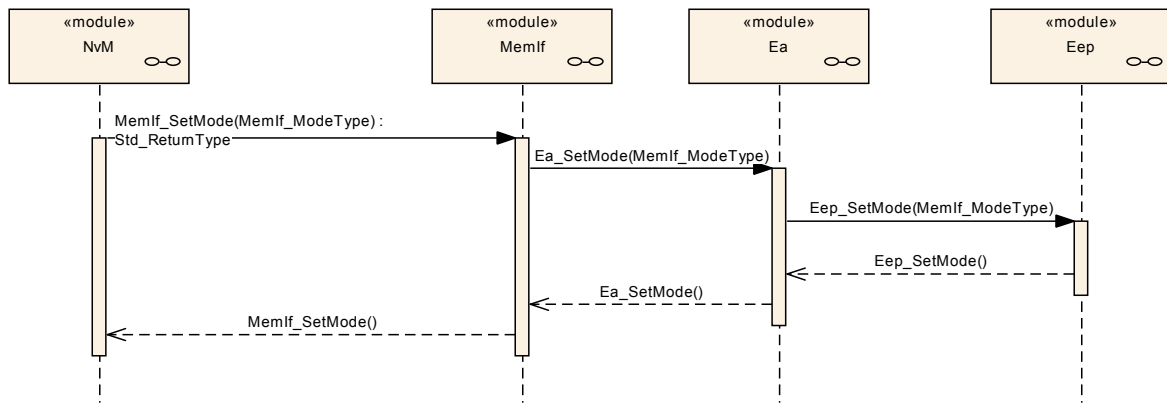 «module»
NvM
«module»
MemIf
«module»
Ea
«module»
Eep
MemIf_SetMode(MemIf_ModeType) :
Std_ReturnType
Ea_SetMode(MemIf_ModeType)
Eep_SetMode(MemIf_ModeType)
Eep_SetMode()
Ea_SetMode()
MemIf_SetMode()